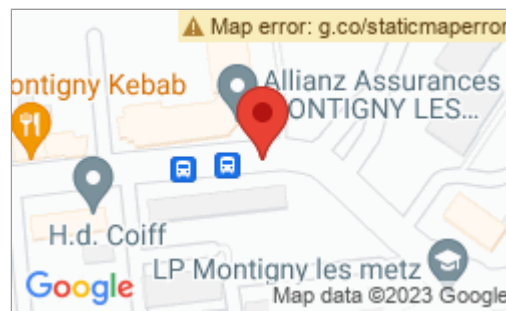 Map error: g.co/staticmaperror
ontigny Kebab
Allianz Assurances
ONTIGNY LES...
H.d. Coiff
LP Montigny les metz
Google
Map data ©2023 Google